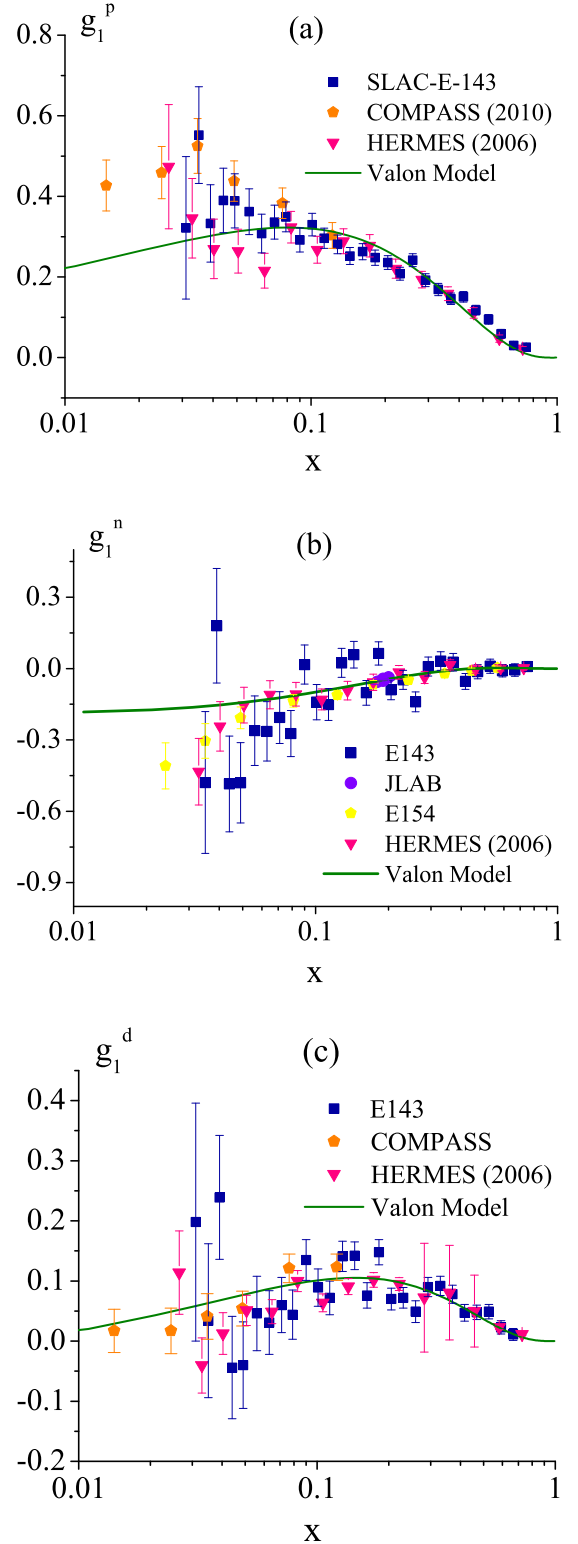 g₁ᵖ
(a)
0.8
0.6
0.4
0.2
0.0
SLAC-E-143
COMPASS (2010)
HERMES (2006)
Valon Model
0.01
0.1
1
x
g₁ⁿ
(b)
0.3
0.0
-0.3
-0.6
-0.9
E143
JLAB
E154
HERMES (2006)
Valon Model
0.01
0.1
1
x
g₁ᵈ
(c)
0.4
0.3
0.2
0.1
0.0
-0.1
-0.2
E143
COMPASS
HERMES (2006)
Valon Model
0.01
0.1
1
x